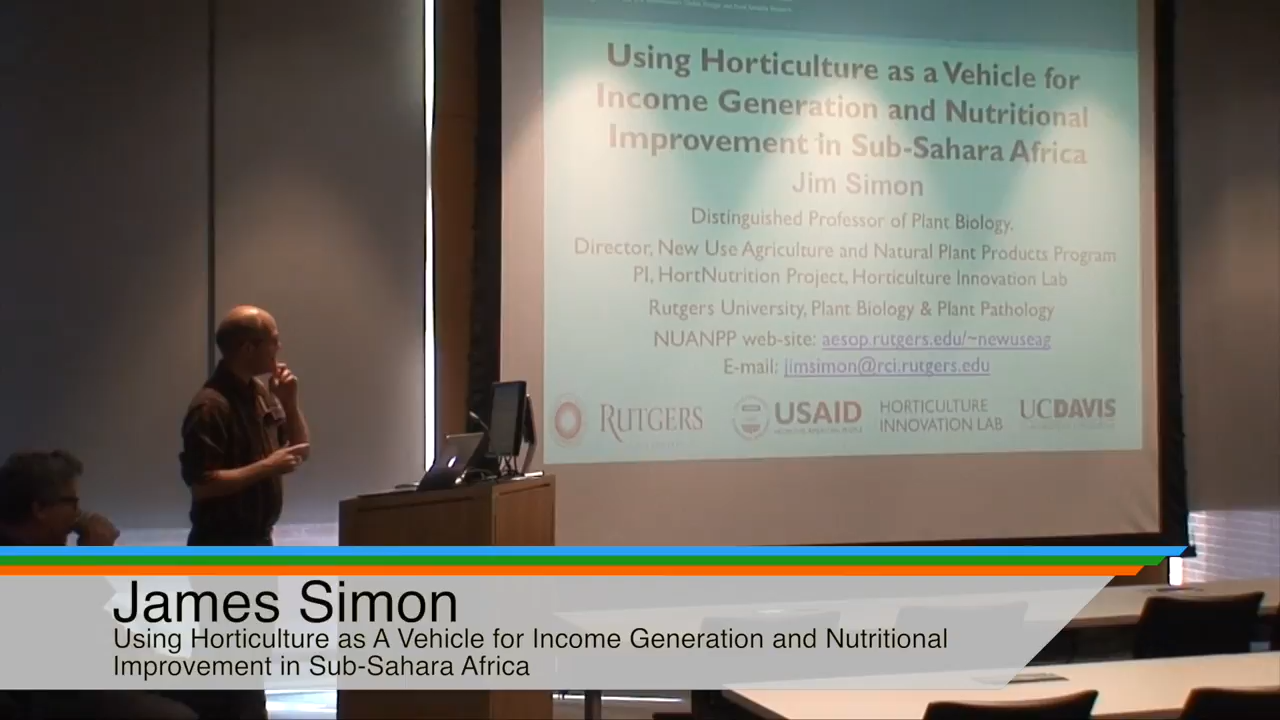 Using Horticulture as a Vehicle for
Income Generation and Nutritional
Improvement in Sub-Sahara Africa
Jim Simon
Distinguished Professor of Plant Biology,
Director, New Use Agriculture and Natural Plant Products Program
PI, HortNutrition Project, Horticulture Innovation Lab
Rutgers University, Plant Biology & Plant Pathology
NUANPP web-site: aesop.rutgers.edu/~newuseag
E-mail: jimsimon@rci.rutgers.edu
RUTGERS
USAID
HORTICULTURE
INNOVATION LAB
UCDAVIS
James Simon
Using Horticulture as A Vehicle for Income Generation and Nutritional
Improvement in Sub-Sahara Africa